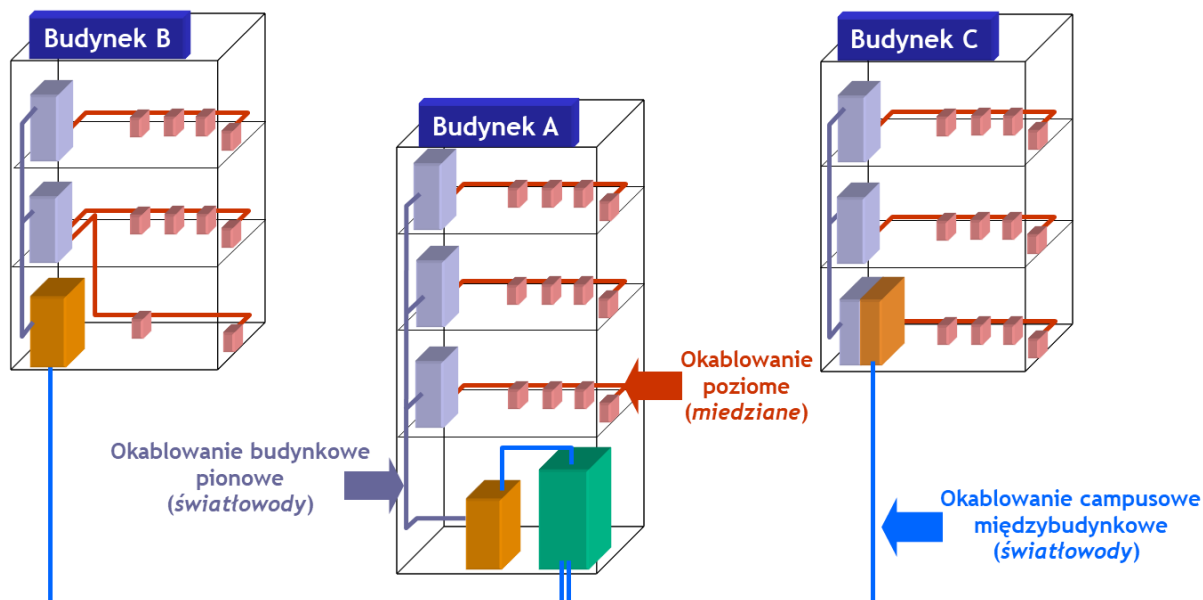 Budynek B
Budynek A
Budynek C
Okablowanie
poziome
(miedziane)
Okablowanie budynkowe
pionowe
(światłowody)
Okablowanie campusowe
międzybudynkowe
(światłowody)